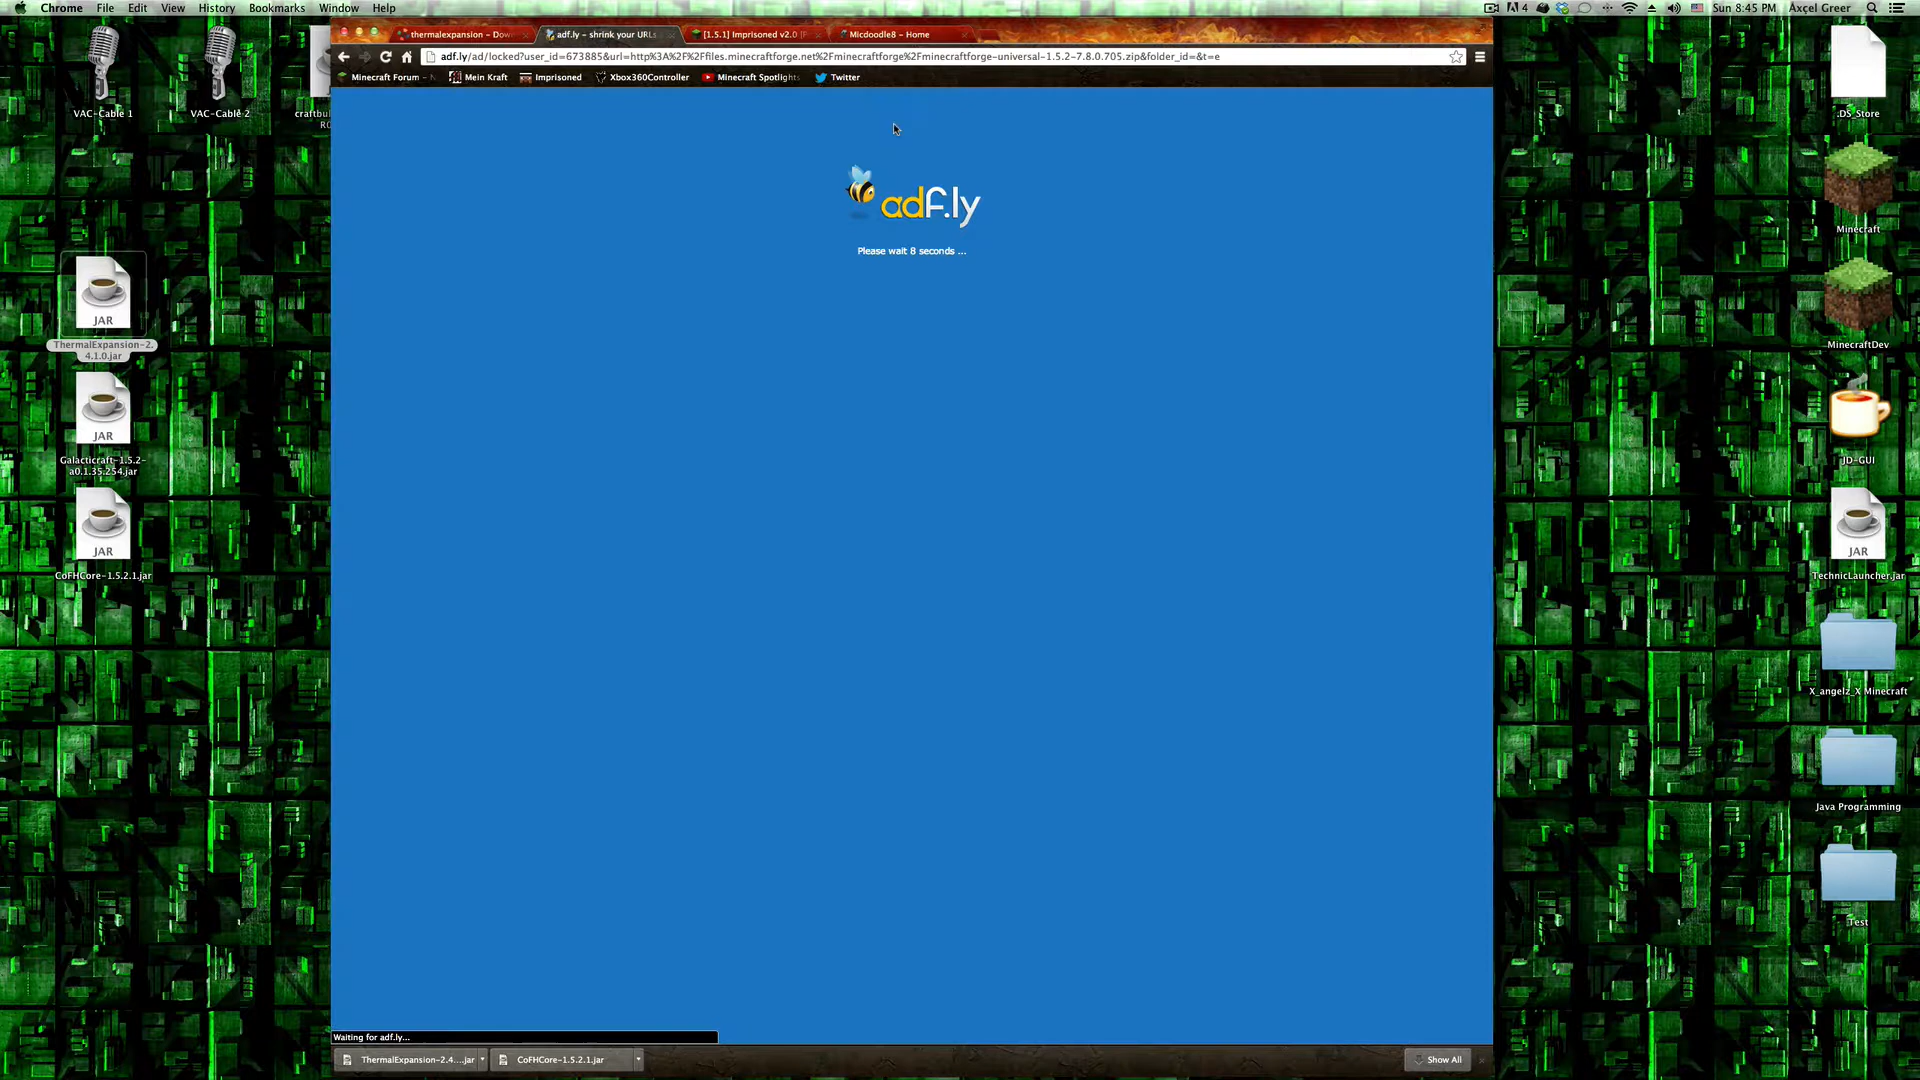 Chrome File Edit View History Bookmarks Window Help
4 Sun 8:45 PM Axçel Greer
thermalexpansion – Dow
adf.ly – shrink your URLs
[1.5.1] Imprisoned v2.0 [
Micdoodle8 – Home
adf.ly/ad/locked?user_id=673885&url=http%3A%2F%2Ffiles.minecraftforge.net%2Fminecraftforge%2Fminecraftforge-universal-1.5.2-7.8.0.705.zip&folder_id=&t=e
Minecraft Forum –
Mein Kraft
Imprisoned
Xbox360Controller
Minecraft Spotlights
Twitter
adf.ly
Please wait 8 seconds ...
VAC-Cable 1
VAC-Cable 2
craftbu
JAR
ThermalExpansion-2.
4.1.0.jar
JAR
Galacticraft-1.5.2-
a0.1.35.254.jar
JAR
CoFHCore-1.5.2.1.jar
.DS_Store
Minecraft
MinecraftDev
JD-GUI
JAR
TechnicLauncher.jar
X_angelz_X Minecraft
Java Programming
Test
Waiting for adf.ly...
ThermalExpansion-2.4....jar
CoFHCore-1.5.2.1.jar
Show All